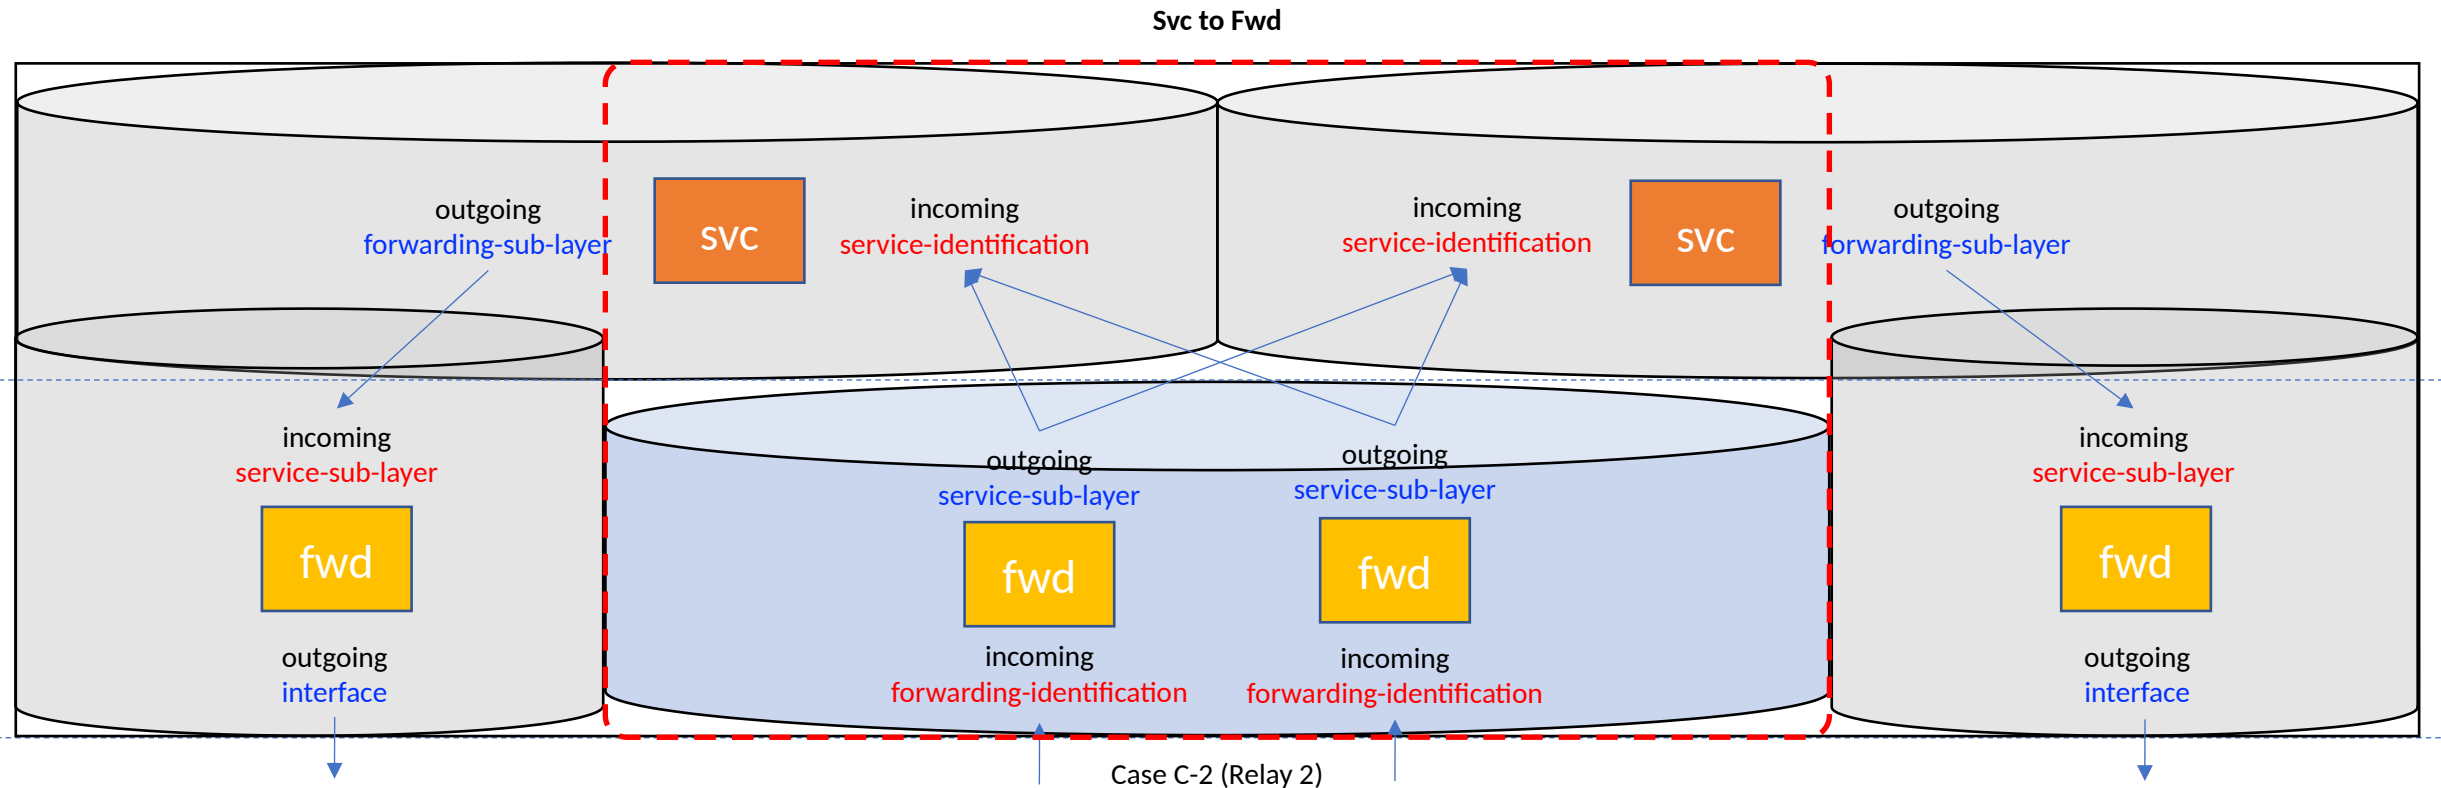 Svc to Fwd
outgoing
forwarding-sub-layer
svc
incoming
service-identification
incoming
service-identification
svc
outgoing
forwarding-sub-layer
incoming
service-sub-layer
fwd
outgoing
interface
outgoing
service-sub-layer
fwd
incoming
forwarding-identification
outgoing
service-sub-layer
fwd
incoming
forwarding-identification
incoming
service-sub-layer
fwd
outgoing
interface
Case C-2 (Relay 2)